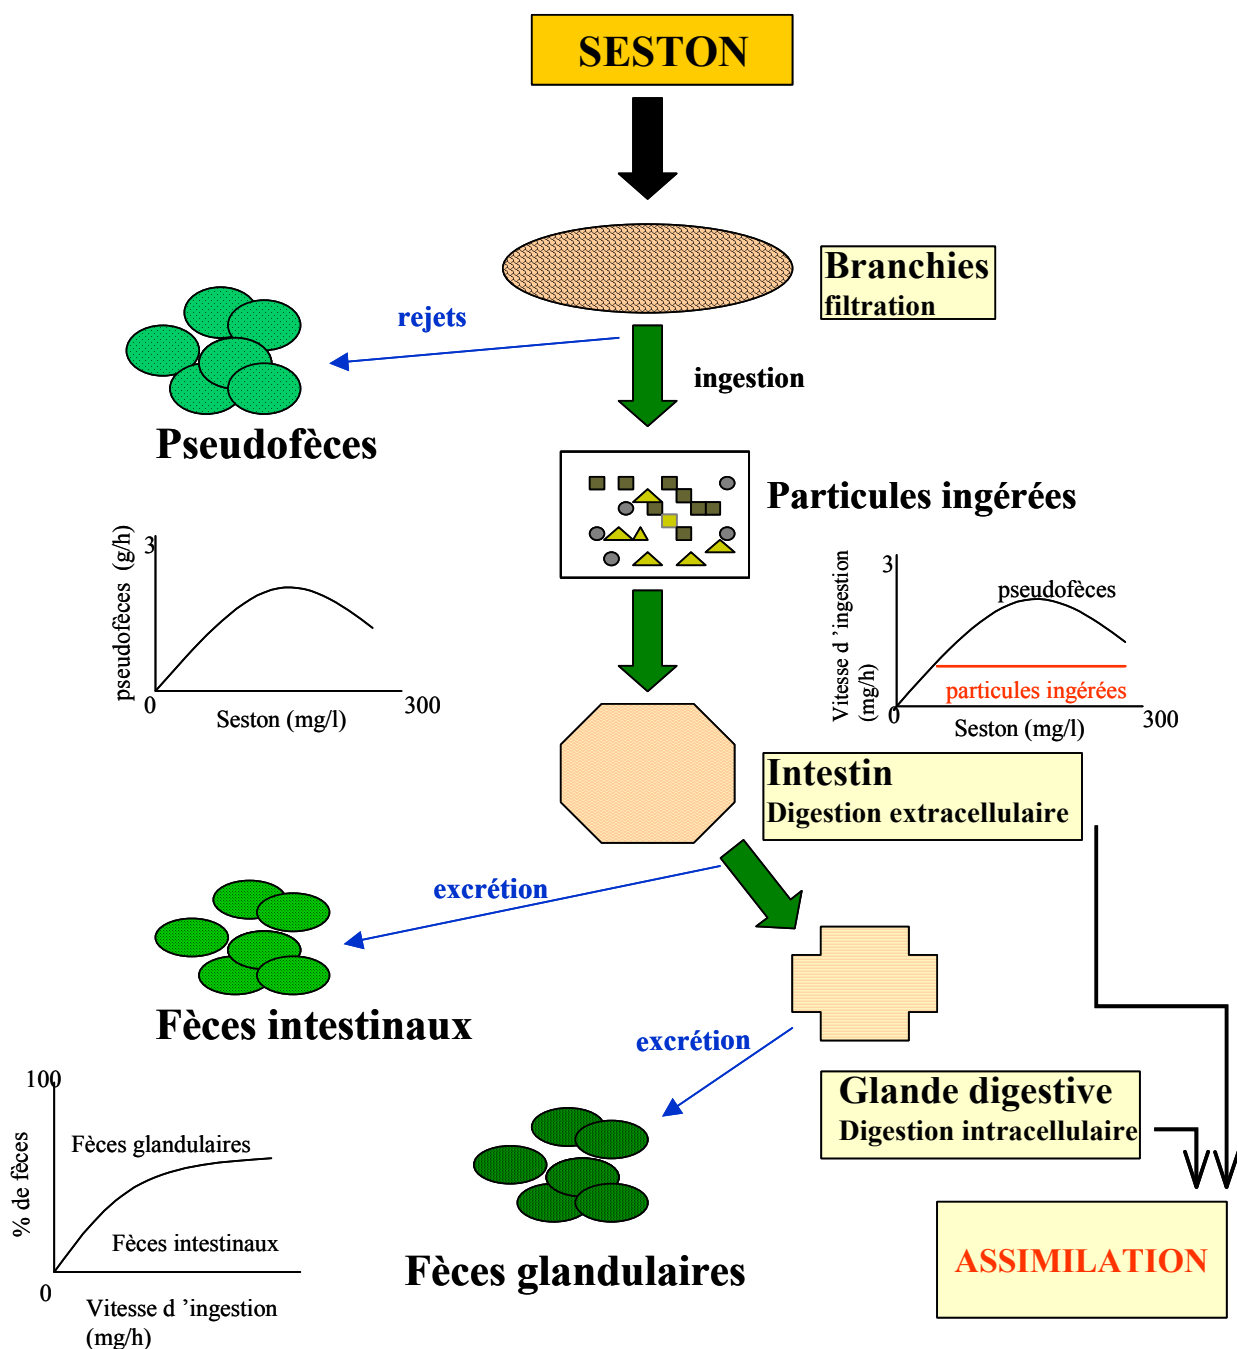 SESTON
Branchies
filtration
rejets
ingestion
Pseudofèces
Particules ingérées
3
pseudofèces (g/h)
0
Seston (mg/l)
300
3
Vitesse d ’ingestion
(mg/h)
pseudofèces
particules ingérées
0
Seston (mg/l)
300
Intestin
Digestion extracellulaire
excrétion
Fèces intestinaux
excrétion
100
% de fèces
Fèces glandulaires
Fèces intestinaux
0
Vitesse d ’ingestion
(mg/h)
Glande digestive
Digestion intracellulaire
Fèces glandulaires
ASSIMILATION